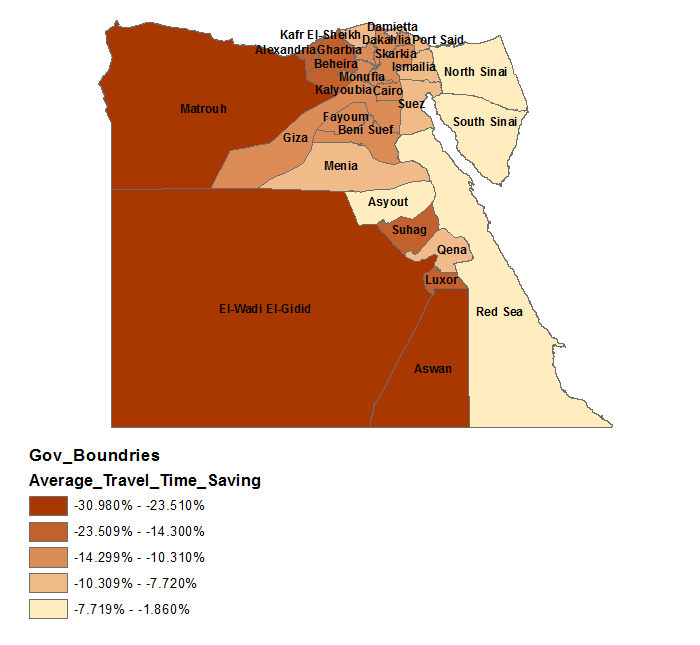 Damietta
Kafr El-Sheikh
Dakahlia Port Said
Alexandria Gharbia
Skarkia
Beheira
Ismailia
North Sinai
Monufia
Kalyoubia Cairo
Suez
Matrouh
Fayoum
South Sinai
Beni Suef
Giza
Menia
Asyout
Suhag
Qena
Luxor
El-Wadi El-Gidid
Red Sea
Aswan
Gov_Boundries
Average_Travel_Time_Saving
-30.980% - -23.510%
-23.509% - -14.300%
-14.299% - -10.310%
-10.309% - -7.720%
-7.719% - -1.860%